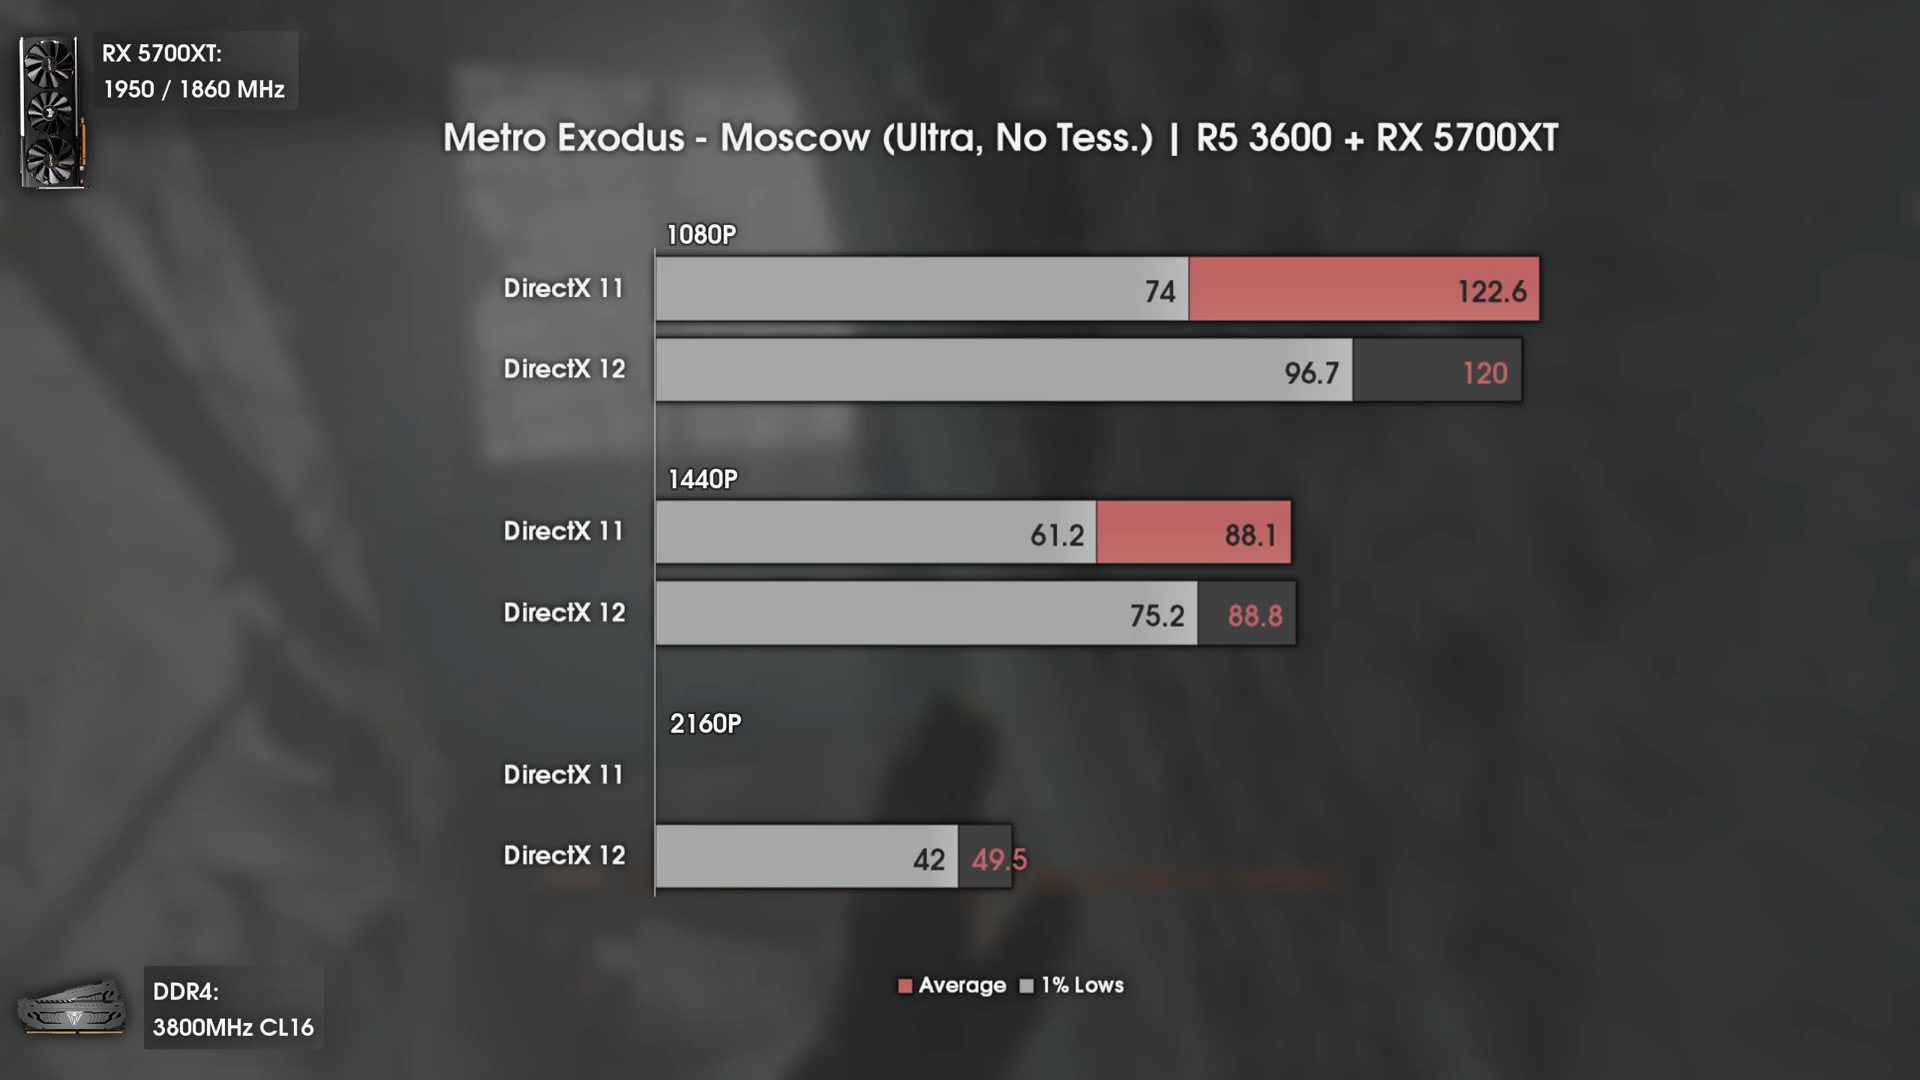 RX 5700XT:
1950 / 1860 MHz
Metro Exodus - Moscow (Ultra, No Tess.) | R5 3600 + RX 5700XT
1080P
DirectX 11
74
122.6
DirectX 12
96.7
120
1440P
DirectX 11
61.2
88.1
DirectX 12
75.2
88.8
2160P
DirectX 11
DirectX 12
42
49.5
Average
1% Lows
DDR4:
3800MHz CL16